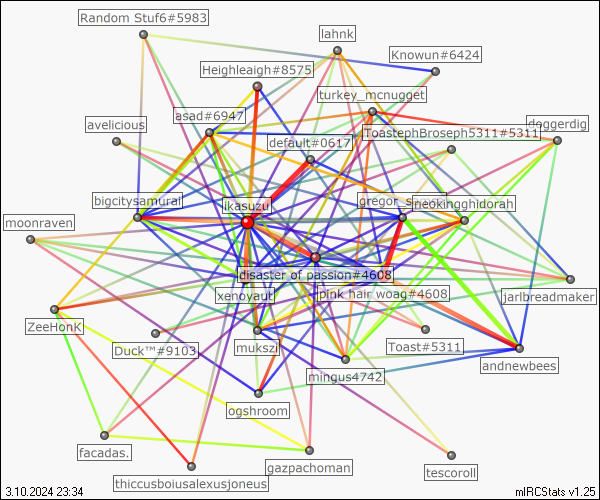 Random Stuf6#5983
lahnk
Knowun#6424
Heighleaigh#8575
turkey_mcnugget
asad#6947
avelicious
ToastephBroseph5311#5311
doggerdig
default#0617
bigcitysamurai
ikasuzu
gregor
sneokingghidorah
moonraven
disaster of passion#4608
xenoyaut
pink hair woag#4608
jarlbreadmaker
ZeeHonK
Duck™#9103
mukszi
Toast#5311
andnewbees
mingus4742
ogshroom
facadas.
gazpachoman
tescoroll
thiccusboiusalexusjoneus
3.10.2024 23:34
mIRCStats v1.25